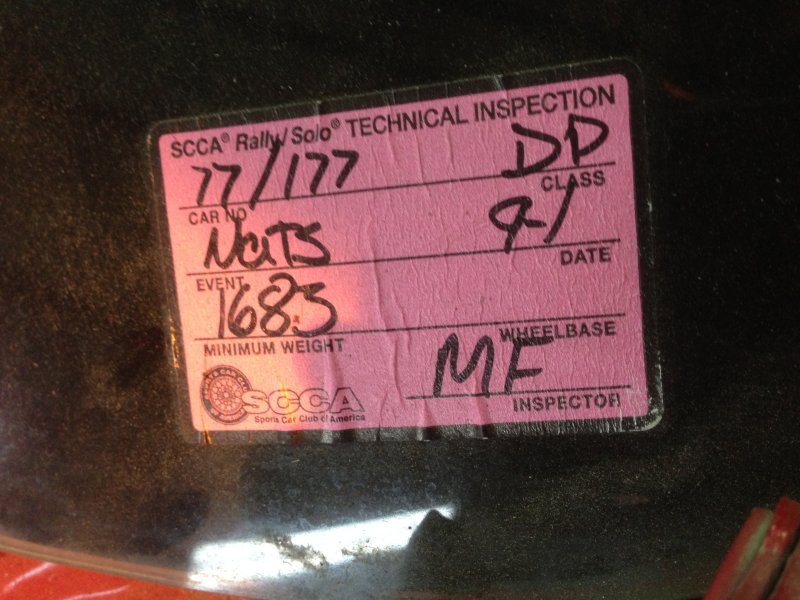 SCCA® Rally/Solo® TECHNICAL INSPECTION
77/177 DP
CAR NO CLASS
Nats 9/
EVENT DATE
1683
MINIMUM WEIGHT WHEELBASE
MF
INSPECTOR
SCCA
Sports Car Club of America